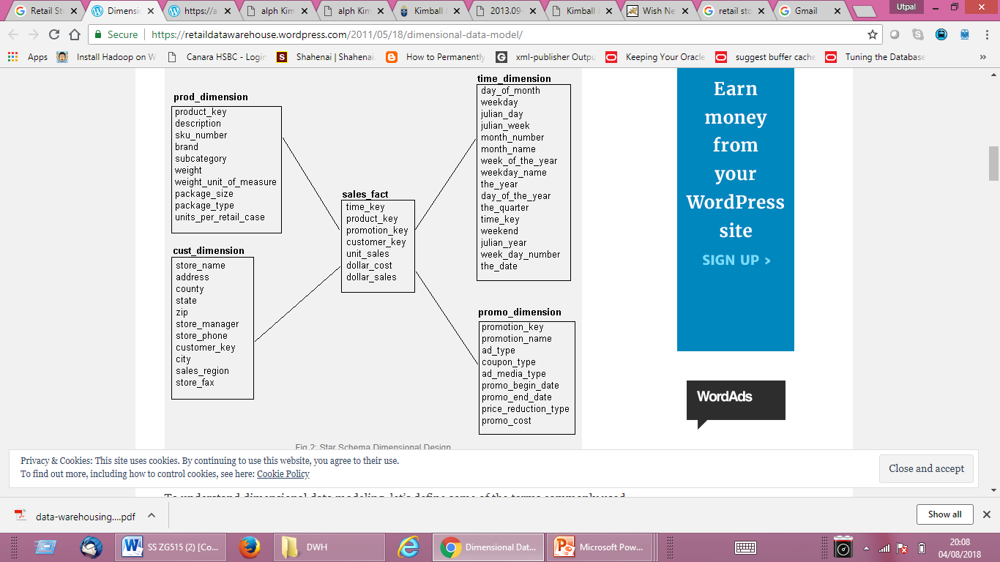 Retail St
Dimensi
https://a
alph Kim
alph Kim
Kimball
2013.09-
Kimball
Wish Ne
retail sto
Gmail
Utpal
Secure
https://retaildatawarehouse.wordpress.com/2011/05/18/dimensional-data-model/
Apps
Install Hadoop on W
Canara HSBC - Login
Shahenai | Shahenai
How to Permanently
xml-publisher Outpu
Keeping Your Oracle
suggest buffer cache
Tuning the Database
»
prod_dimension
product_key
description
sku_number
brand
subcategory
weight
weight_unit_of_measure
package_size
package_type
units_per_retail_case
cust_dimension
store_name
address
county
state
zip
store_manager
store_phone
customer_key
city
sales_region
store_fax
sales_fact
time_key
product_key
promotion_key
customer_key
unit_sales
dollar_cost
dollar_sales
time_dimension
day_of_month
weekday
julian_day
julian_week
month_number
month_name
week_of_the_year
weekday_name
the_year
day_of_the_year
the_quarter
time_key
weekend
julian_year
week_day_number
the_date
promo_dimension
promotion_key
promotion_name
ad_type
coupon_type
ad_media_type
promo_begin_date
promo_end_date
price_reduction_type
promo_cost
Fig 2: Star Schema Dimensional Design
Earn
money
from
your
WordPress
site
SIGN UP >
WordAds
Privacy & Cookies: This site uses cookies. By continuing to use this website, you agree to their use.
To find out more, including how to control cookies, see here: Cookie Policy
Close and accept
To understand dimensional data modeling, let's define some of the terms commonly used
data-warehousing....pdf
Show all
SS ZG515 (2) [Co...
DWH
Dimensional Dat...
Microsoft Pow...
20:08
04/08/2018